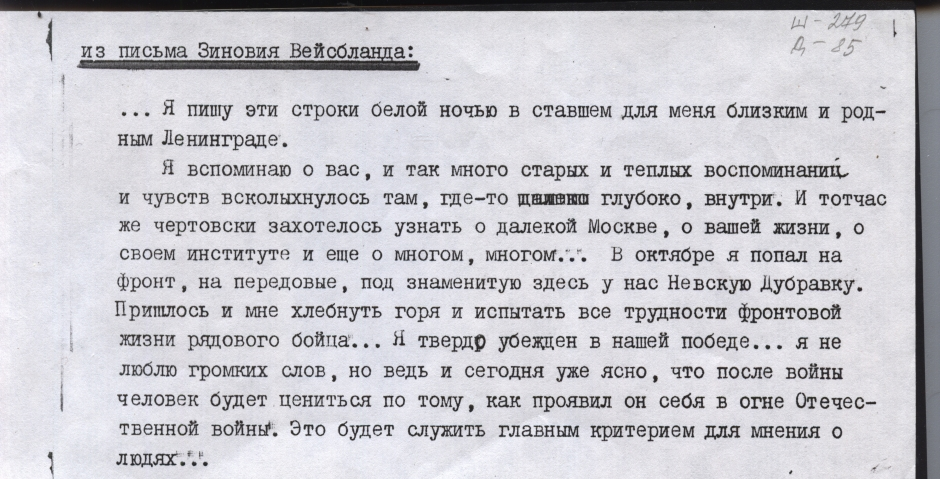 Ш-279
Д-85
из письма Зиновия Вейсбланда:
... Я пишу эти строки белой ночью в ставшем для меня близким и род-
ным Ленинграде.
Я вспоминаю о вас, и так много старых и теплых воспоминаниц
и чувств всколыхнулось там, где-то глубоко, внутри. И тотчас
же чертовски захотелось узнать о далекой Москве, о вашей жизни, о
своем институте и еще о многом, многом... В октябре я попал на
фронт, на передовые, под знаменитую здесь у нас Невскую Дубравку.
Пришлось и мне хлебнуть горя и испытать все трудности фронтовой
жизни рядового бойца... Я твердо убежден в нашей победе... я не
люблю громких слов, но ведь и сегодня уже ясно, что после войны
человек будет цениться по тому, как проявил он себя в огне Отечес-
твенной войны. Это будет служить главным критерием для мнения о
людях...